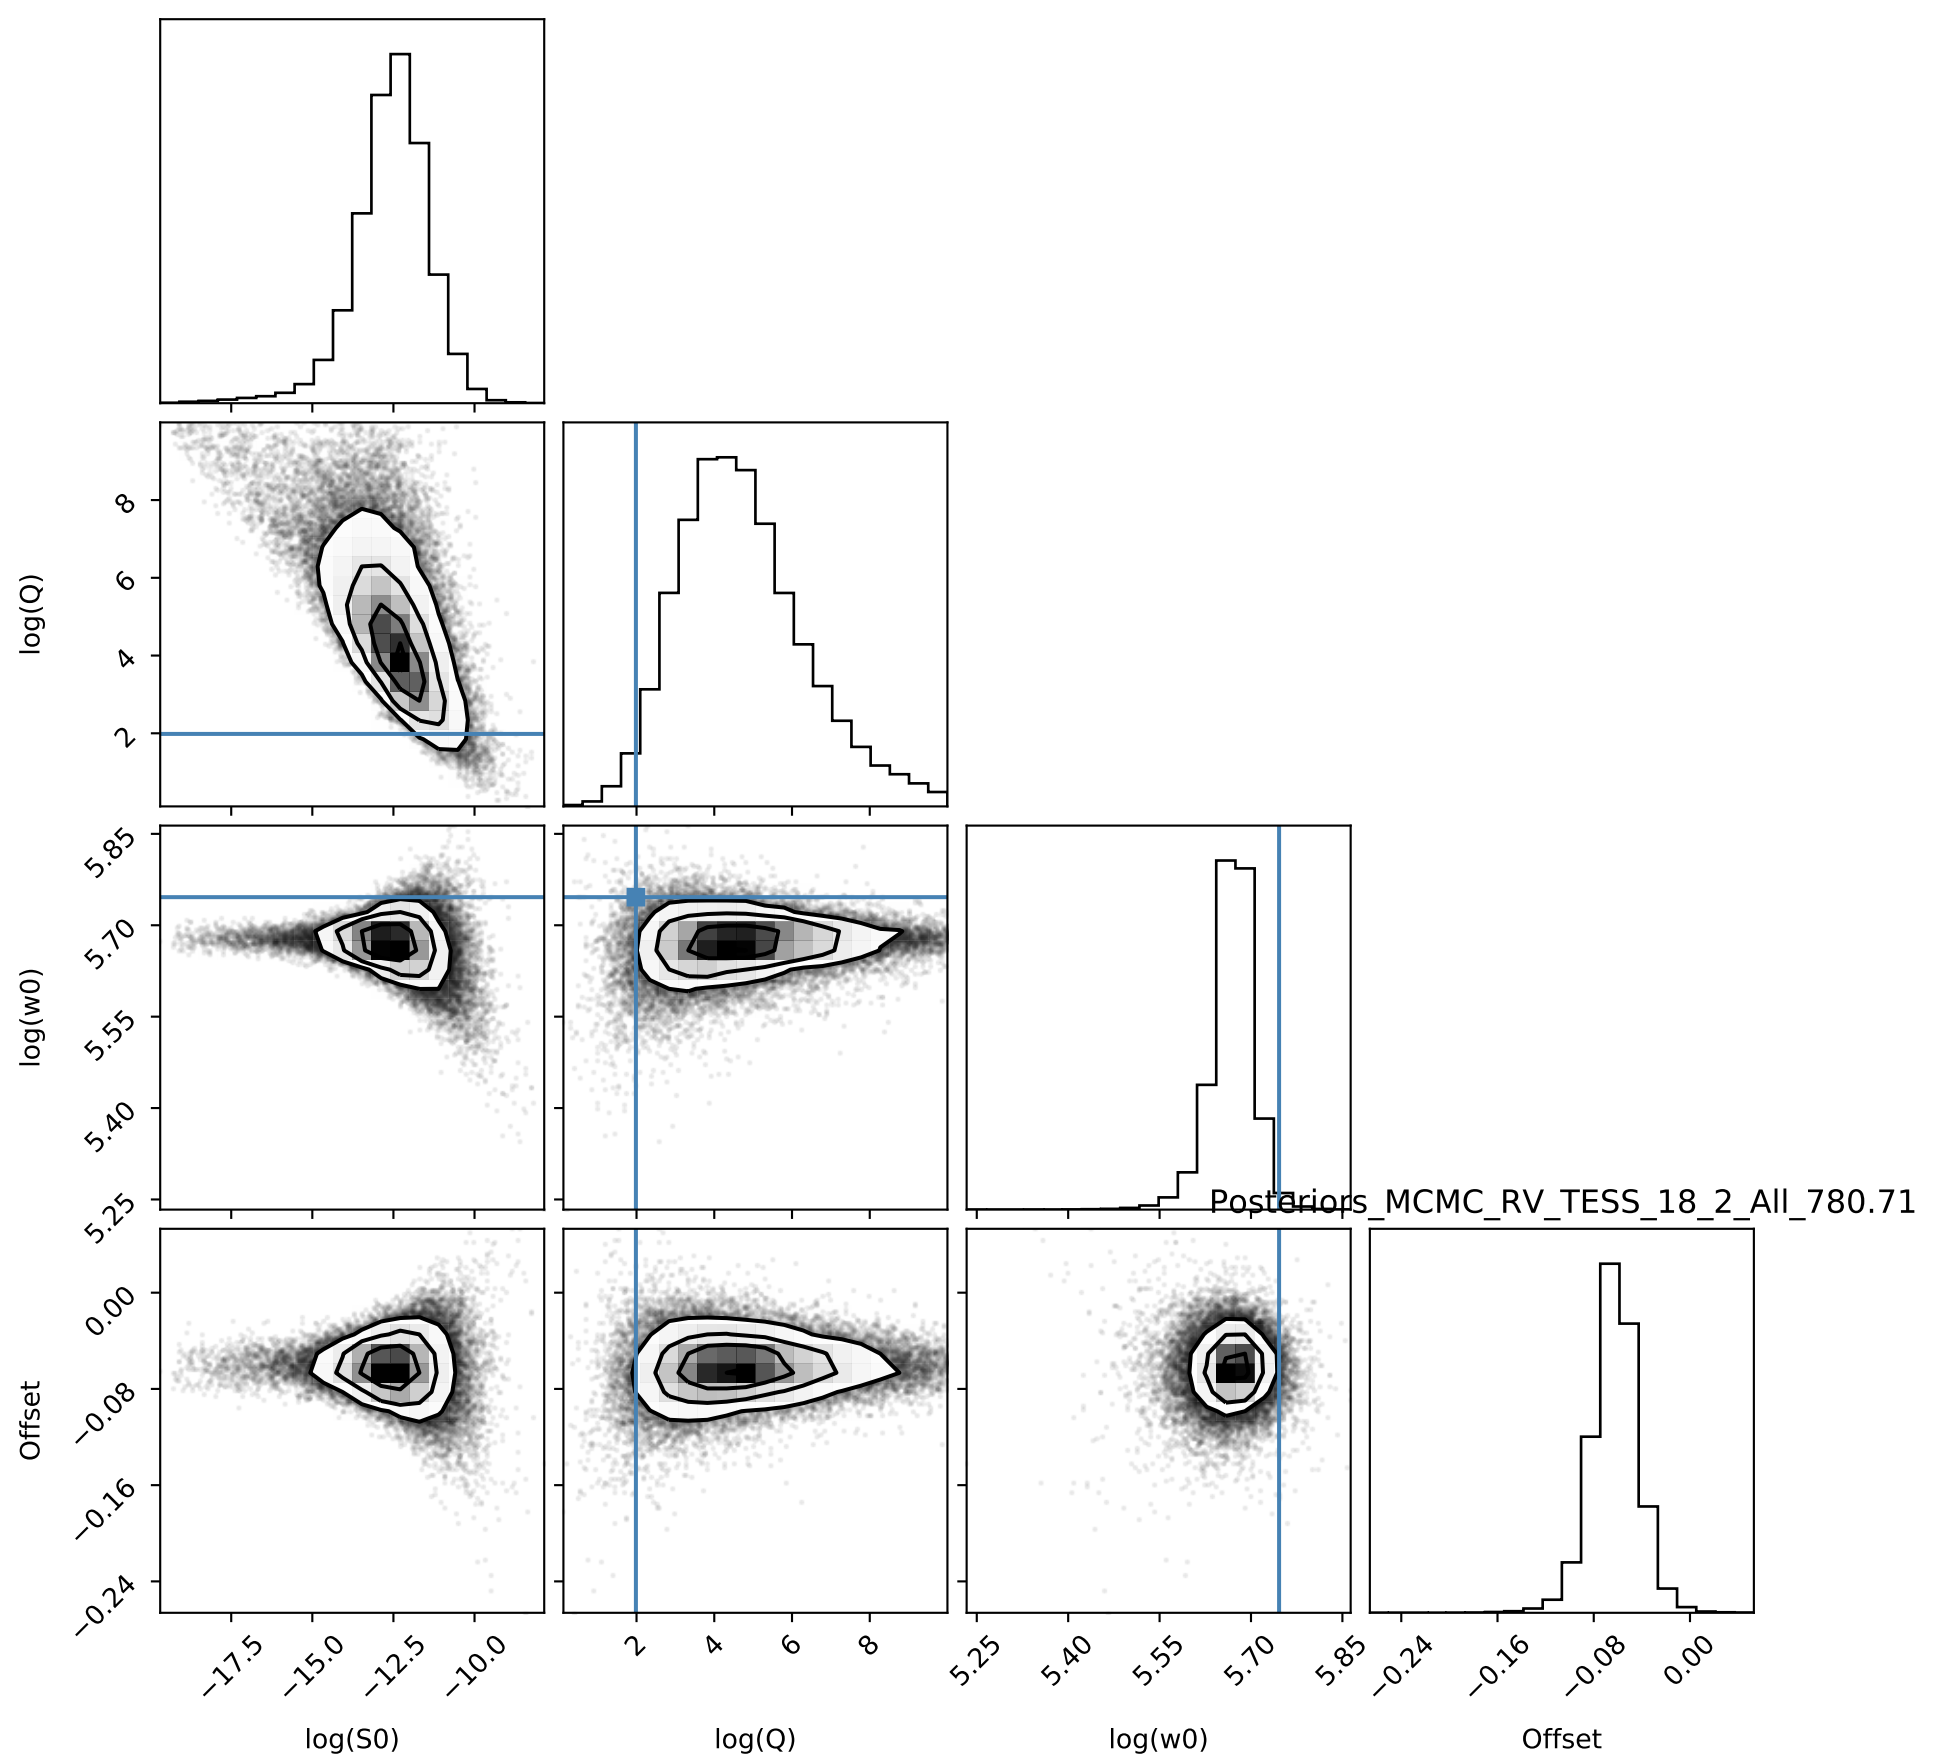 log(Q)
8
6
4
2
log(w0)
5.85
5.70
5.55
5.40
5.25
Posteriors_MCMC_RV_TESS_18_2_All_780.71
Offset
0.00
−0.08
−0.16
−0.24
−17.5 −15.0 −12.5 −10.0 2 4 6 8 5.25 5.40 5.55 5.70 5.85 −0.24 −0.16 −0.08 0.00
log(S0) log(Q) log(w0) Offset